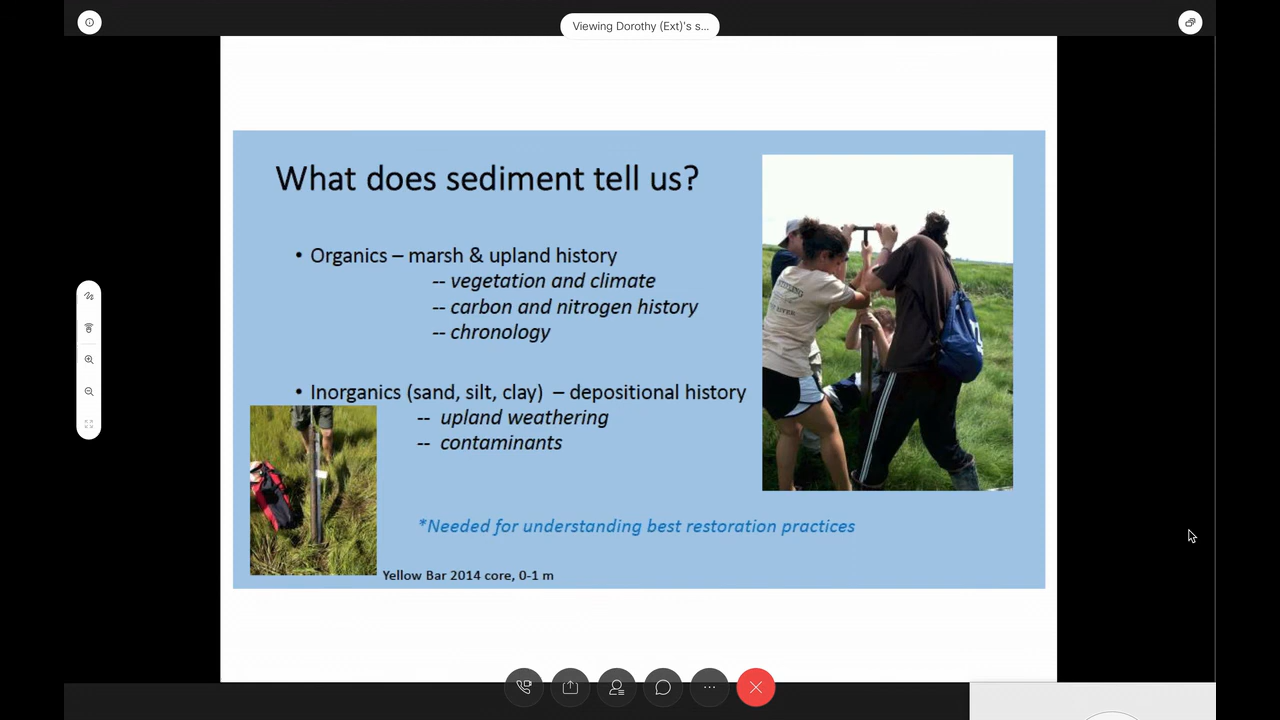 Viewing Dorothy (Ext)'s s...
What does sediment tell us?
• Organics – marsh & upland history
-- vegetation and climate
-- carbon and nitrogen history
-- chronology
• Inorganics (sand, silt, clay) – depositional history
-- upland weathering
-- contaminants
*Needed for understanding best restoration practices
Yellow Bar 2014 core, 0-1 m